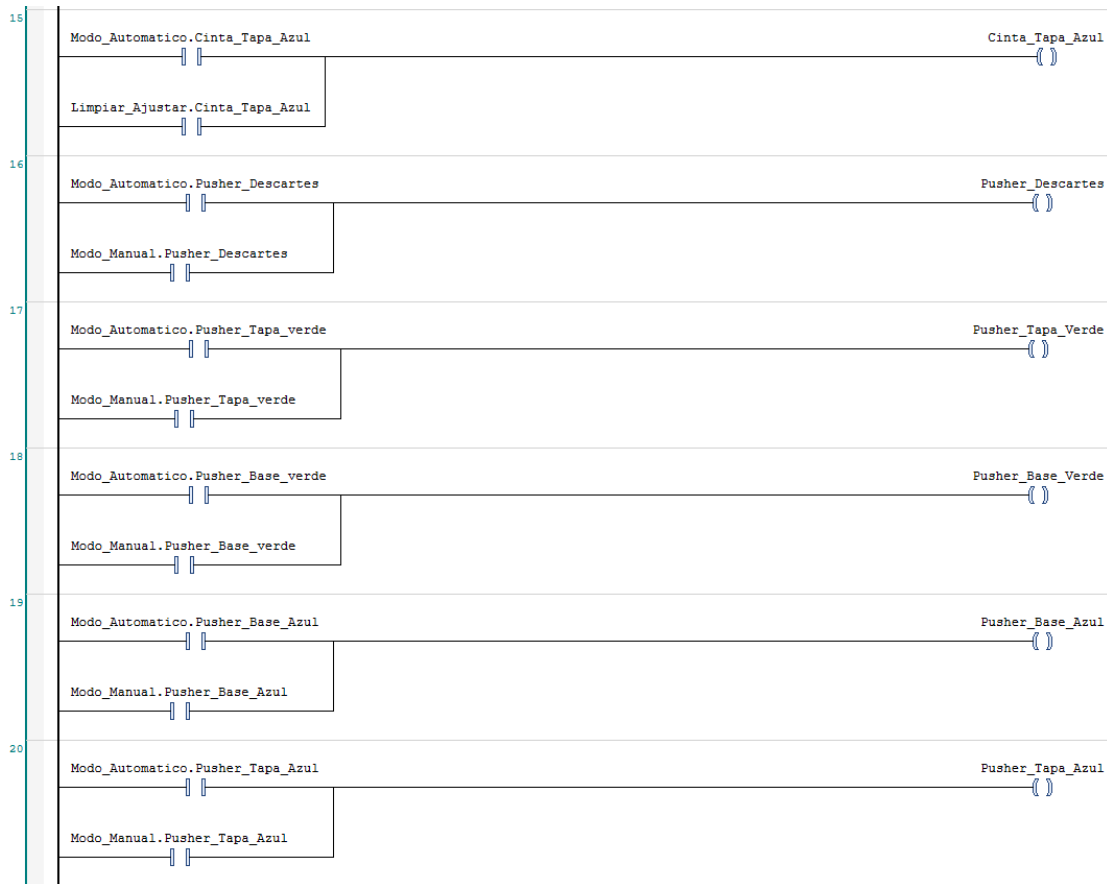 15
Modo_Automatico.Cinta_Tapa_Azul Cinta_Tapa_Azul
Limpiar_Ajustar.Cinta_Tapa_Azul
16
Modo_Automatico.Pusher_Descartes Pusher_Descartes
Modo_Manual.Pusher_Descartes
17
Modo_Automatico.Pusher_Tapa_verde Pusher_Tapa_Verde
Modo_Manual.Pusher_Tapa_verde
18
Modo_Automatico.Pusher_Base_verde Pusher_Base_Verde
Modo_Manual.Pusher_Base_verde
19
Modo_Automatico.Pusher_Base_Azul Pusher_Base_Azul
Modo_Manual.Pusher_Base_Azul
20
Modo_Automatico.Pusher_Tapa_Azul Pusher_Tapa_Azul
Modo_Manual.Pusher_Tapa_Azul